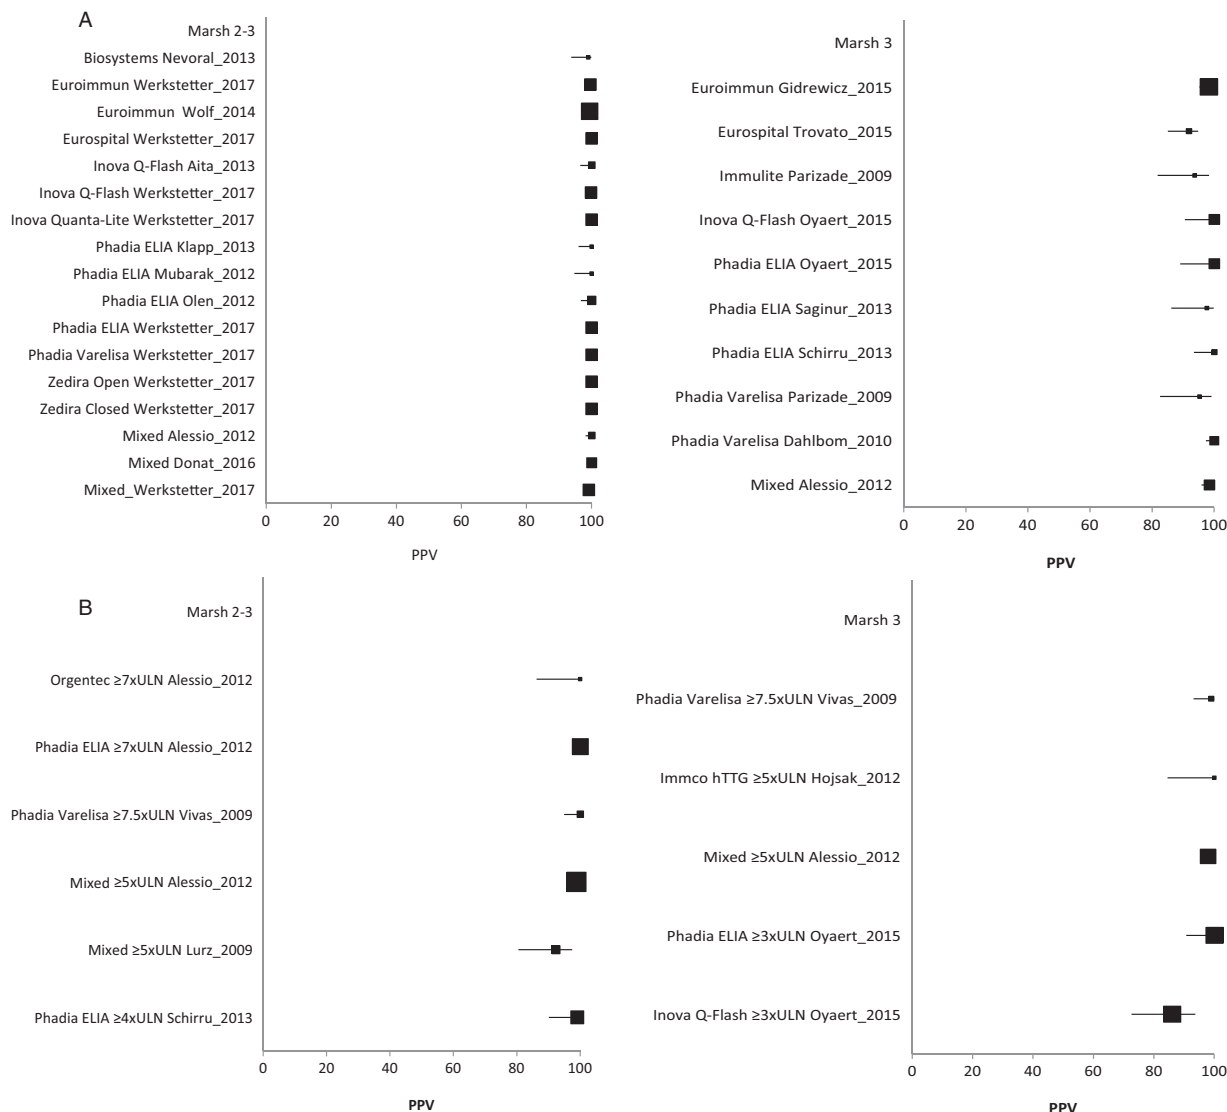 A
Marsh 2-3
Biosystems Nevoral_2013
Euroimmun Werkstetter_2017
Euroimmun  Wolf_2014
Eurospital Werkstetter_2017
Inova Q-Flash Aita_2013
Inova Q-Flash Werkstetter_2017
Inova Quanta-Lite Werkstetter_2017
Phadia ELIA Klapp_2013
Phadia ELIA Mubarak_2012
Phadia ELIA Olen_2012
Phadia ELIA Werkstetter_2017
Phadia Varelisa Werkstetter_2017
Zedira Open Werkstetter_2017
Zedira Closed Werkstetter_2017
Mixed Alessio_2012
Mixed Donat_2016
Mixed_Werkstetter_2017
0 20 40 60 80 100
PPV
Marsh 3
Euroimmun Gidrewicz_2015
Eurospital Trovato_2015
Immulite Parizade_2009
Inova Q-Flash Oyaert_2015
Phadia ELIA Oyaert_2015
Phadia ELIA Saginur_2013
Phadia ELIA Schirru_2013
Phadia Varelisa Parizade_2009
Phadia Varelisa Dahlbom_2010
Mixed Alessio_2012
0 20 40 60 80 100
PPV
B
Marsh 2-3
Orgentec ≥7xULN Alessio_2012
Phadia ELIA ≥7xULN Alessio_2012
Phadia Varelisa ≥7.5xULN Vivas_2009
Mixed ≥5xULN Alessio_2012
Mixed ≥5xULN Lurz_2009
Phadia ELIA ≥4xULN Schirru_2013
0 20 40 60 80 100
PPV
Marsh 3
Phadia Varelisa ≥7.5xULN Vivas_2009
Immco hTTG ≥5xULN Hojsak_2012
Mixed ≥5xULN Alessio_2012
Phadia ELIA ≥3xULN Oyaert_2015
Inova Q-Flash ≥3xULN Oyaert_2015
0 20 40 60 80 100
PPV